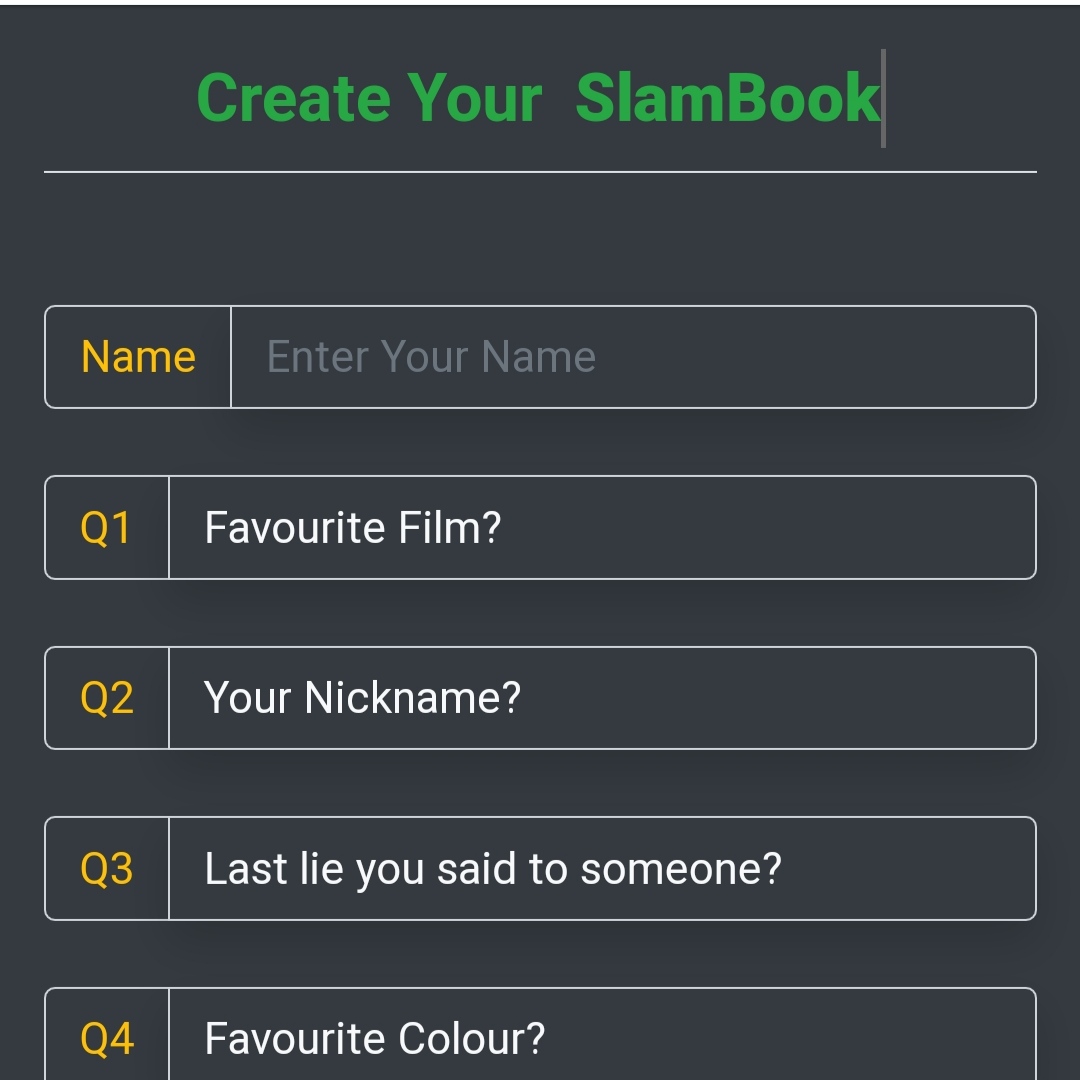 Create Your SlamBook
Name Enter Your Name
Q1 Favourite Film?
Q2 Your Nickname?
Q3 Last lie you said to someone?
Q4 Favourite Colour?